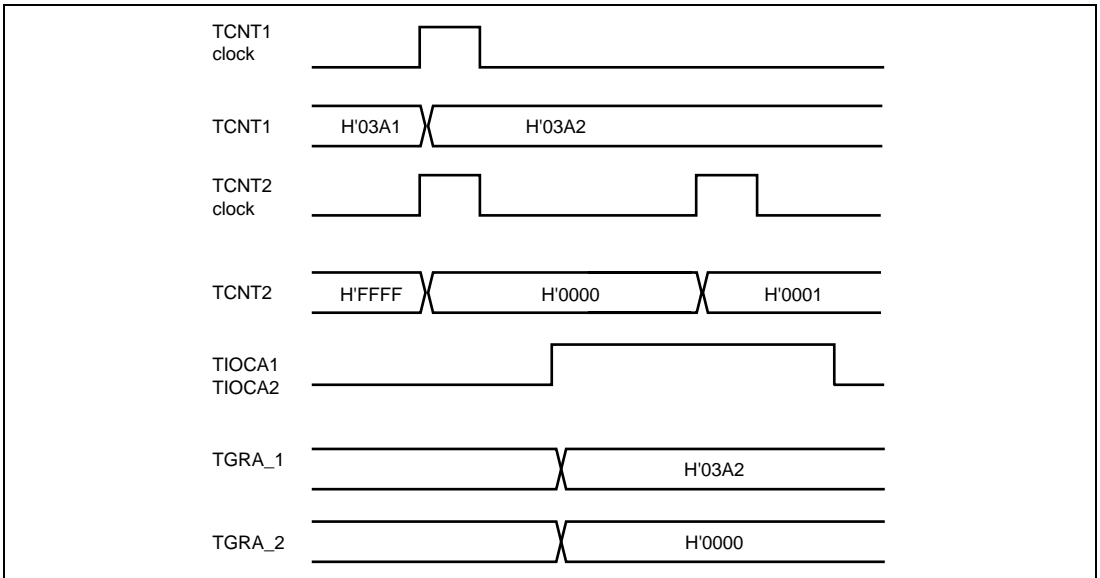 TCNT1
clock
TCNT1
H'03A1
H'03A2
TCNT2
clock
TCNT2
H'FFFF
H'0000
H'0001
TIOCA1
TIOCA2
TGRA_1
H'03A2
TGRA_2
H'0000